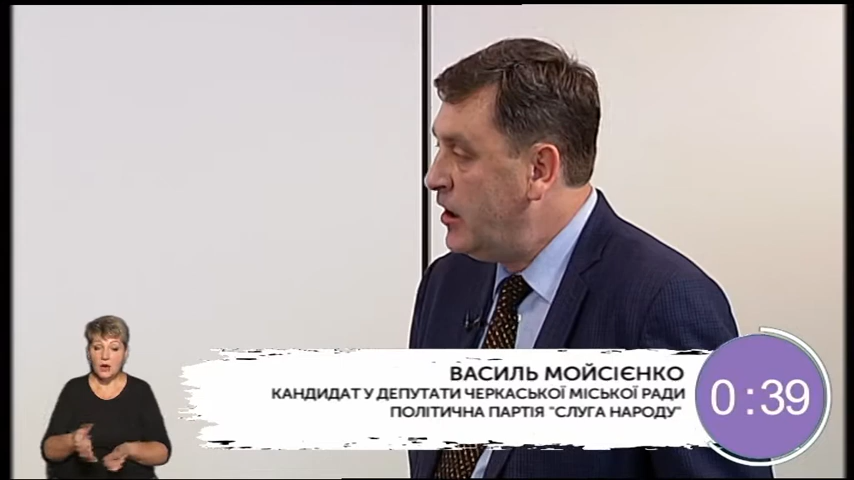 ВАСИЛЬ МОЙСІЄНКО
КАНДИДАТ У ДЕПУТАТИ ЧЕРКАСЬКОЇ МІСЬКОЇ РАДИ
ПОЛІТИЧНА ПАРТІЯ "СЛУГА НАРОДУ"
0:39